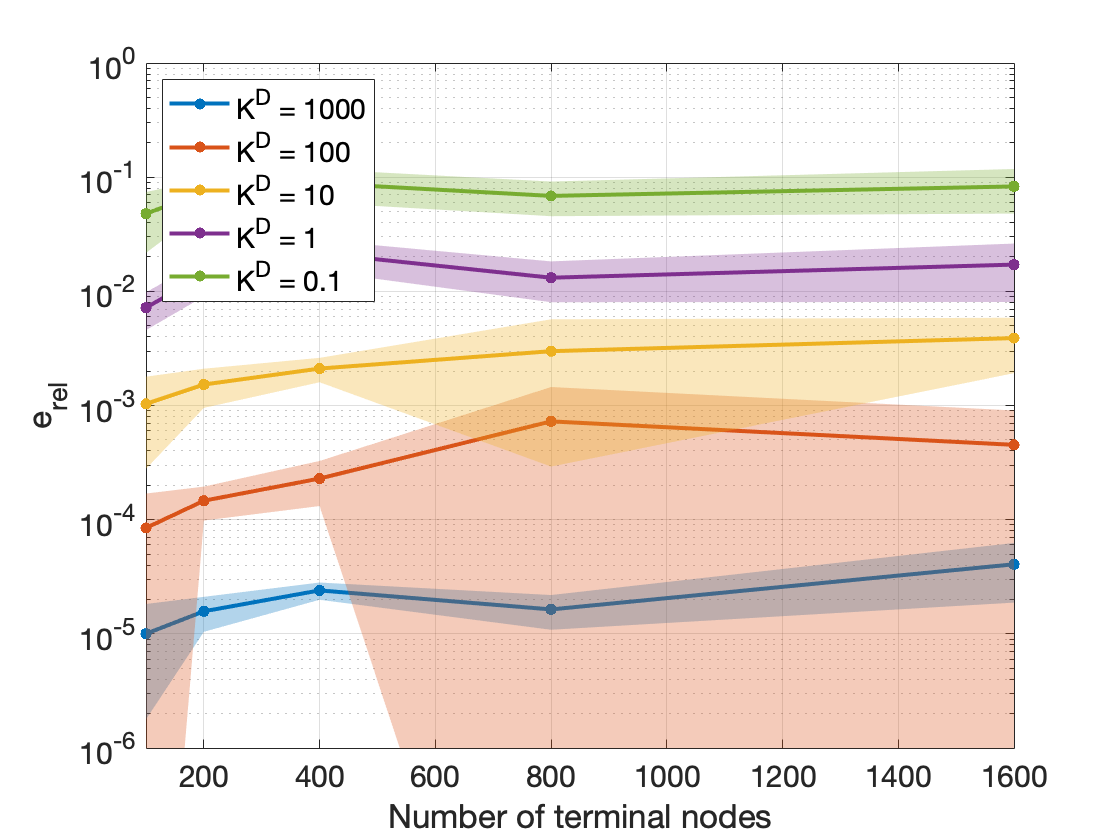 10^0
10^-1
10^-2
10^-3
10^-4
10^-5
10^-6
e_rel
K^D = 1000
K^D = 100
K^D = 10
K^D = 1
K^D = 0.1
200 400 600 800 1000 1200 1400 1600
Number of terminal nodes